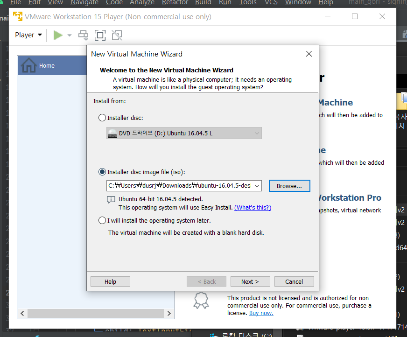 File Edit View Navigate Code Analyze Refactor Build Run Tools VCS Window Help
VMware Workstation 15 Player (Non-commercial use only)
Player
Home
New Virtual Machine Wizard
Welcome to the New Virtual Machine Wizard
A virtual machine is like a physical computer; it needs an operating system. How will you install the guest operating system?
Install from:
Installer disc:
DVD 드라이브 (D:) Ubuntu 16.04.5 L
Installer disc image file (iso):
C:₩Users₩dusrj₩Downloads₩ubuntu-16.04.5-des
Browse...
Ubuntu 64-bit 16.04.5 detected.
This operating system will use Easy Install. (What's this?)
I will install the operating system later.
The virtual machine will be created with a blank hard disk.
Help
< Back
Next >
Cancel
Machine
which will then be added to
which will then be added
Workstation Pro
pshots, virtual network
This product is not licensed and is authorized for non
commercial use only. For commercial use, purchase a
license. Buy now.